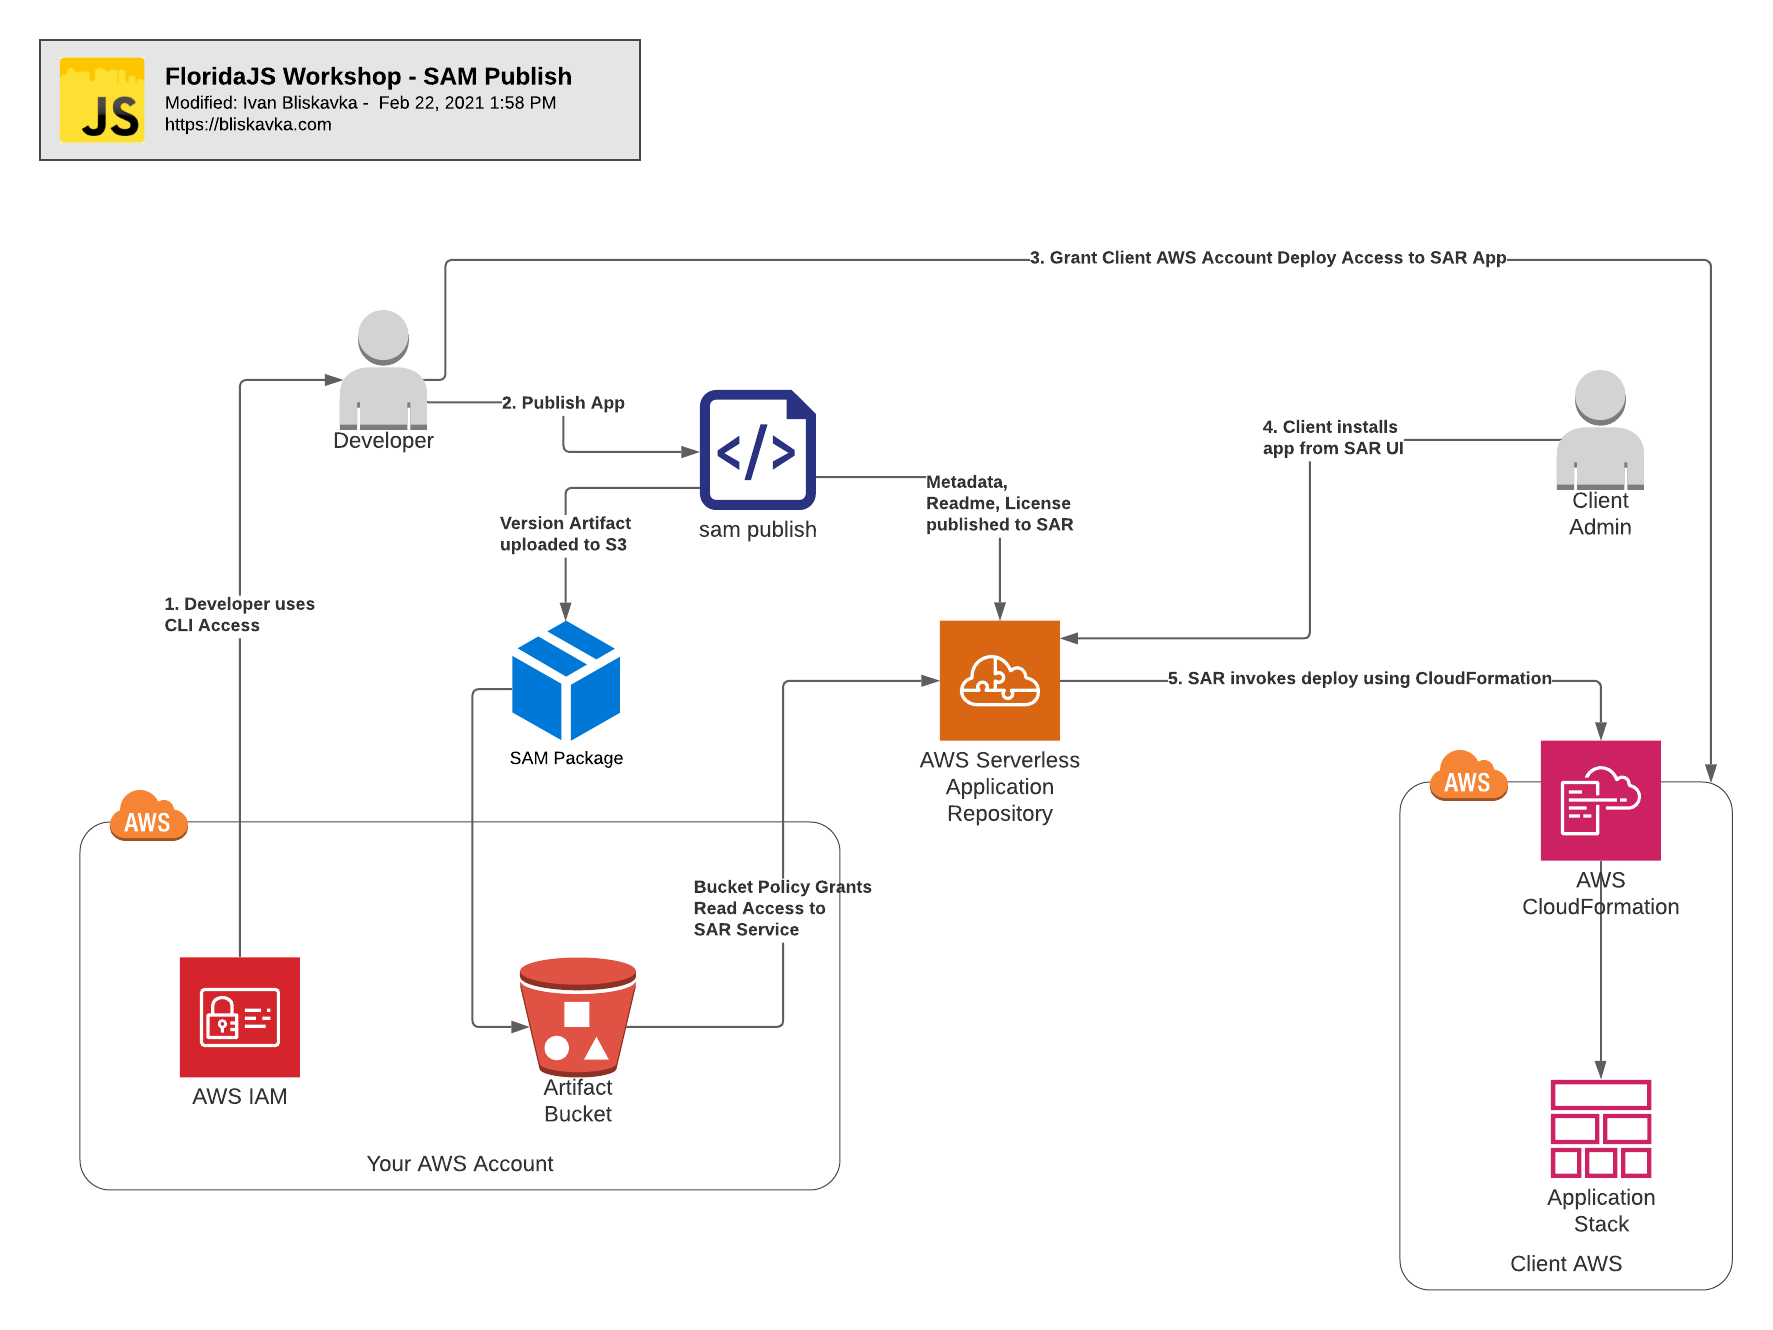 FloridaJS Workshop - SAM Publish
Modified: Ivan Bliskavka - Feb 22, 2021 1:58 PM
https://bliskavka.com
JS
3. Grant Client AWS Account Deploy Access to SAR App
Developer
2. Publish App
sam publish
Version Artifact
uploaded to S3
Metadata,
Readme, License
published to SAR
4. Client installs
app from SAR UI
Client
Admin
1. Developer uses
CLI Access
SAM Package
AWS Serverless
Application
Repository
5. SAR invokes deploy using CloudFormation
AWS
Bucket Policy Grants
Read Access to
SAR Service
AWS IAM
Artifact
Bucket
Your AWS Account
AWS
AWS
CloudFormation
Application
Stack
Client AWS